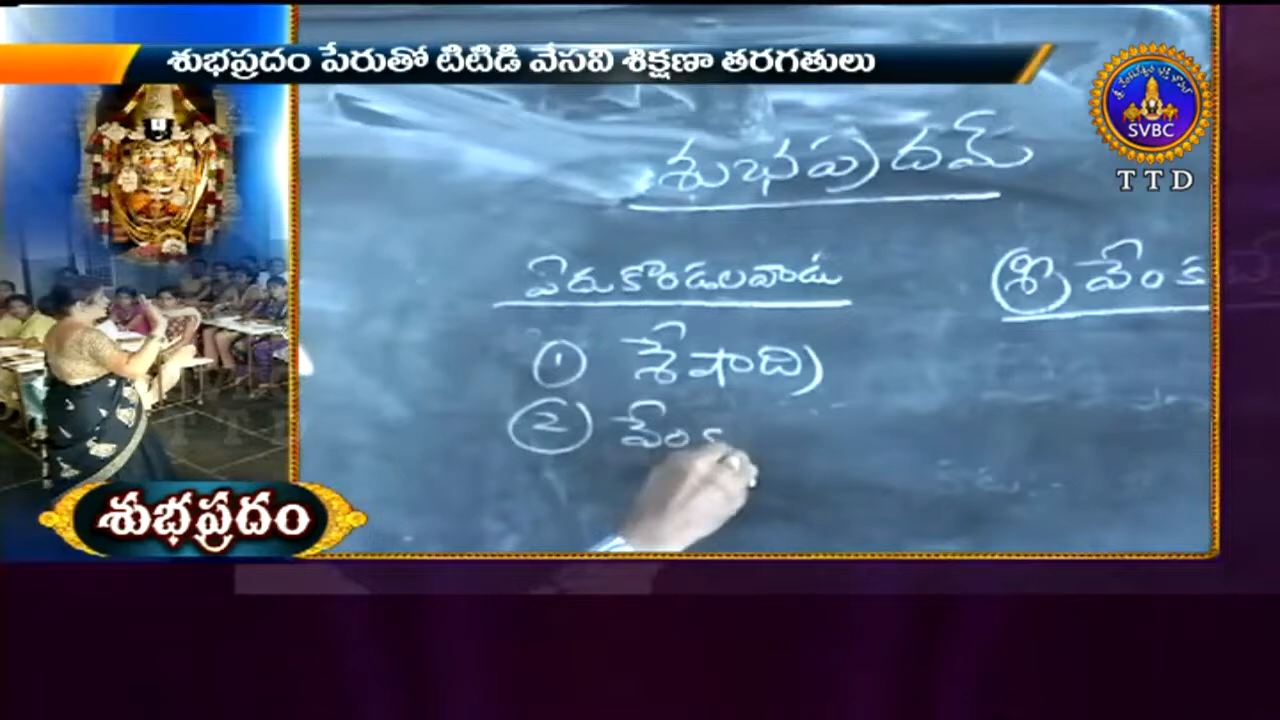 శుభప్రదం పేరుతో టిటిడి వేసవి శిక్షణా తరగతులు
SVBC
TTD
శుభప్రదమ్
ఏడుకొండలవాడు
శ్రీ వేంక
1 శేషాద్రి
2 వేంక
శుభప్రదం